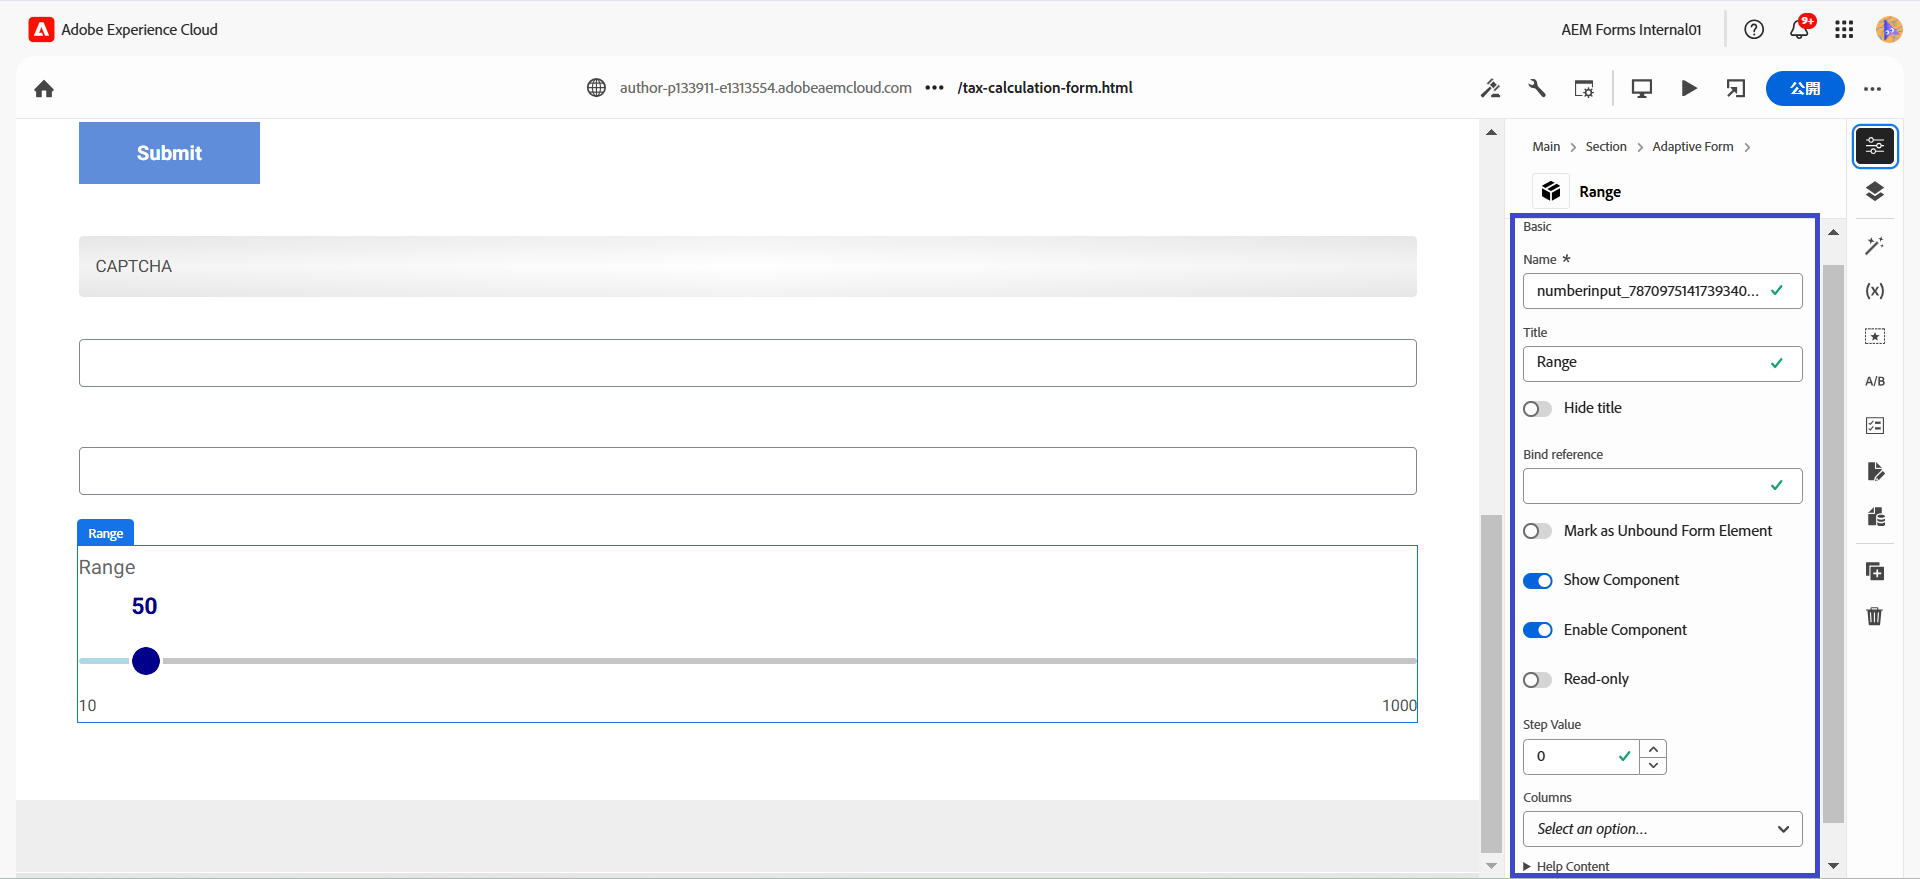 Adobe Experience Cloud
AEM Forms Internal01
9+
author-p133911-e1313554.adobeaemcloud.com ••• /tax-calculation-form.html
公開
Submit
CAPTCHA
Range
Range
50
10
1000
Main > Section > Adaptive Form >
Range
Basic
Name *
numberinput_7870975141739340...
Title
Range
Hide title
Bind reference
Mark as Unbound Form Element
Show Component
Enable Component
Read-only
Step Value
0
Columns
Select an option...
Help Content
(x)
A/B